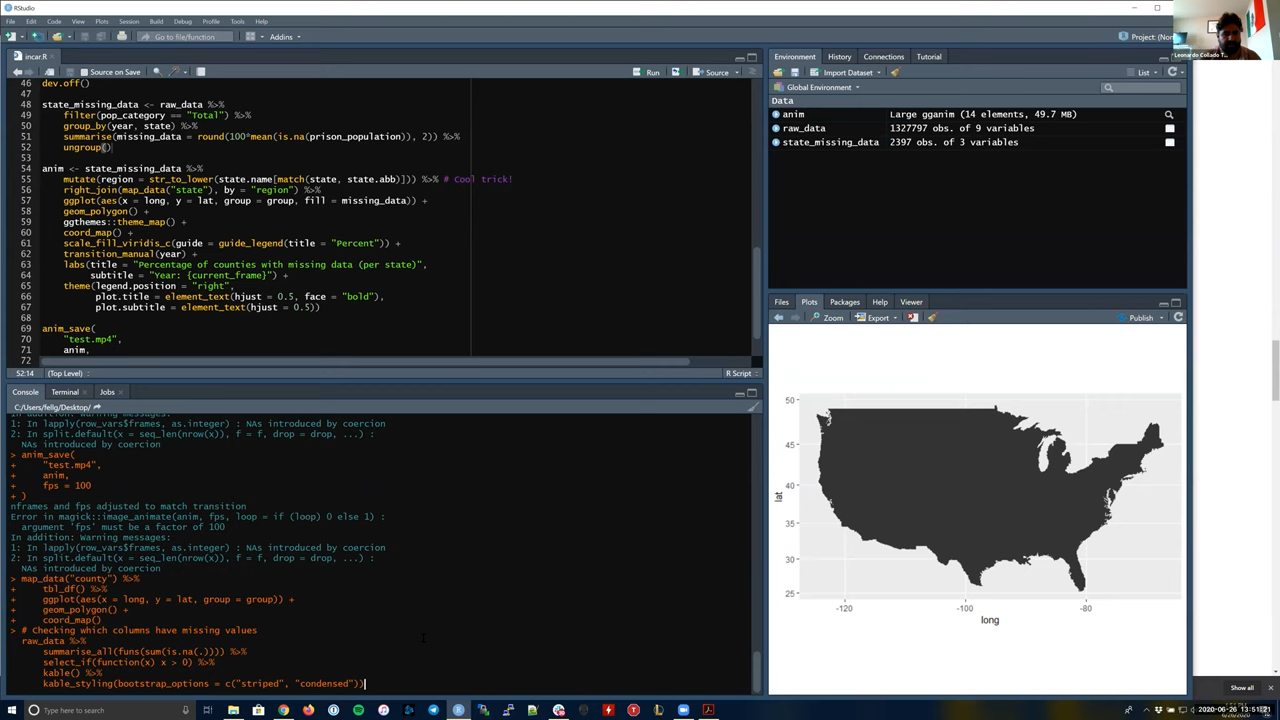 RStudio
File Edit Code View Plots Session Build Debug Profile Tools Help
Go to file/function
Addins
Project: (None)
Leonardo Collado T...
incar.R
Source on Save
Run
Source
46 dev.off()
47
48 state_missing_data <- raw_data %>%
49 filter(pop_category == "Total") %>%
50 group_by(year, state) %>%
51 summarise(missing_data = round(100*mean(is.na(prison_population)), 2)) %>%
52 ungroup()
53
54 anim <- state_missing_data %>%
55 mutate(region = str_to_lower(state.name[match(state, state.abb)])) %>% # Cool trick!
56 right_join(map_data("state"), by = "region") %>%
57 ggplot(aes(x = long, y = lat, group = group, fill = missing_data)) +
58 geom_polygon() +
59 ggthemes::theme_map() +
60 coord_map() +
61 scale_fill_viridis_c(guide = guide_legend(title = "Percent")) +
62 transition_manual(year) +
63 labs(title = "Percentage of counties with missing data (per state)",
64 subtitle = "Year: {current_frame}") +
65 theme(legend.position = "right",
66 plot.title = element_text(hjust = 0.5, face = "bold"),
67 plot.subtitle = element_text(hjust = 0.5))
68
69 anim_save(
70 "test.mp4",
71 anim,
72
52:14 (Top Level)
R Script
Console Terminal Jobs
C:/Users/fellg/Desktop/
In addition: Warning messages:
1: In lapply(row_vars$frames, as.integer) : NAs introduced by coercion
2: In split.default(x = seq_len(nrow(x)), f = f, drop = drop, ...) :
NAs introduced by coercion
> anim_save(
+ "test.mp4",
+ anim,
+ fps = 100
+ )
nframes and fps adjusted to match transition
Error in magick::image_animate(anim, fps, loop = if (loop) 0 else 1) :
argument 'fps' must be a factor of 100
In addition: Warning messages:
1: In lapply(row_vars$frames, as.integer) : NAs introduced by coercion
2: In split.default(x = seq_len(nrow(x)), f = f, drop = drop, ...) :
NAs introduced by coercion
> map_data("county") %>%
+ tbl_df() %>%
+ ggplot(aes(x = long, y = lat, group = group)) +
+ geom_polygon() +
+ coord_map()
> # Checking which columns have missing values
raw_data %>%
summarise_all(funs(sum(is.na(.)))) %>%
select_if(function(x) x > 0) %>%
kable() %>%
kable_styling(bootstrap_options = c("striped", "condensed"))
Environment History Connections Tutorial
Import Dataset
List
Global Environment
Data
anim Large gganim (14 elements, 49.7 MB)
raw_data 1327797 obs. of 9 variables
state_missing_data 2397 obs. of 3 variables
Files Plots Packages Help Viewer
Zoom Export Publish
50
45
40
35
30
25
lat
-120 -100 -80
long
Show all
Type here to search
2020-06-26 13:51:21